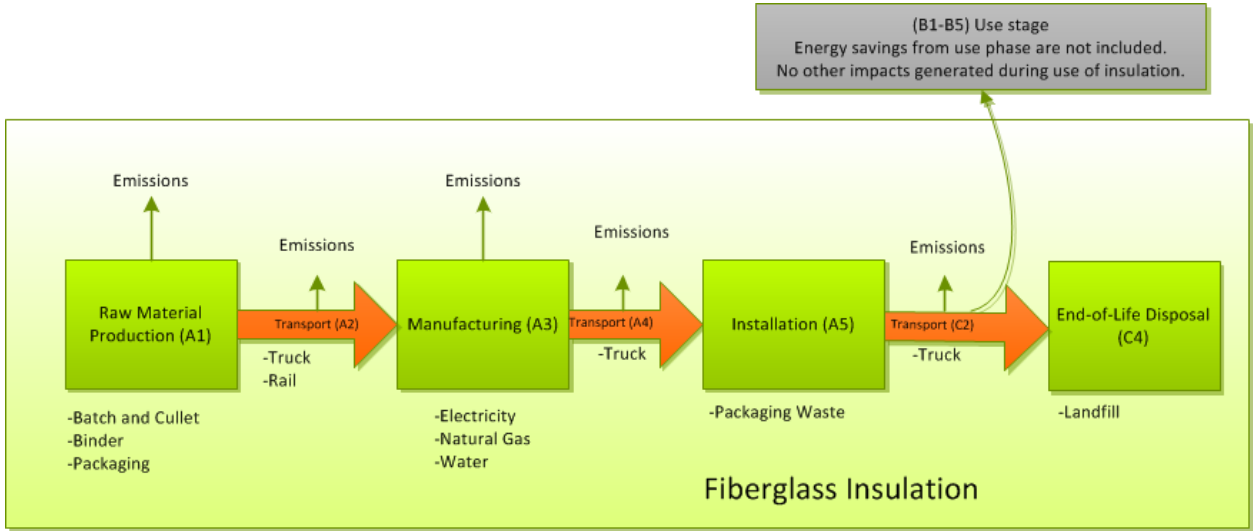 (B1-B5) Use stage
Energy savings from use phase are not included.
No other impacts generated during use of insulation.
Emissions
Emissions
Emissions
Emissions
Emissions
Raw Material
Production (A1)
Transport (A2)
Manufacturing (A3)
Transport (A4)
Installation (A5)
Transport (C2)
End-of-Life Disposal
(C4)
-Truck
-Rail
-Truck
-Truck
-Batch and Cullet
-Binder
-Packaging
-Electricity
-Natural Gas
-Water
-Packaging Waste
-Landfill
Fiberglass Insulation